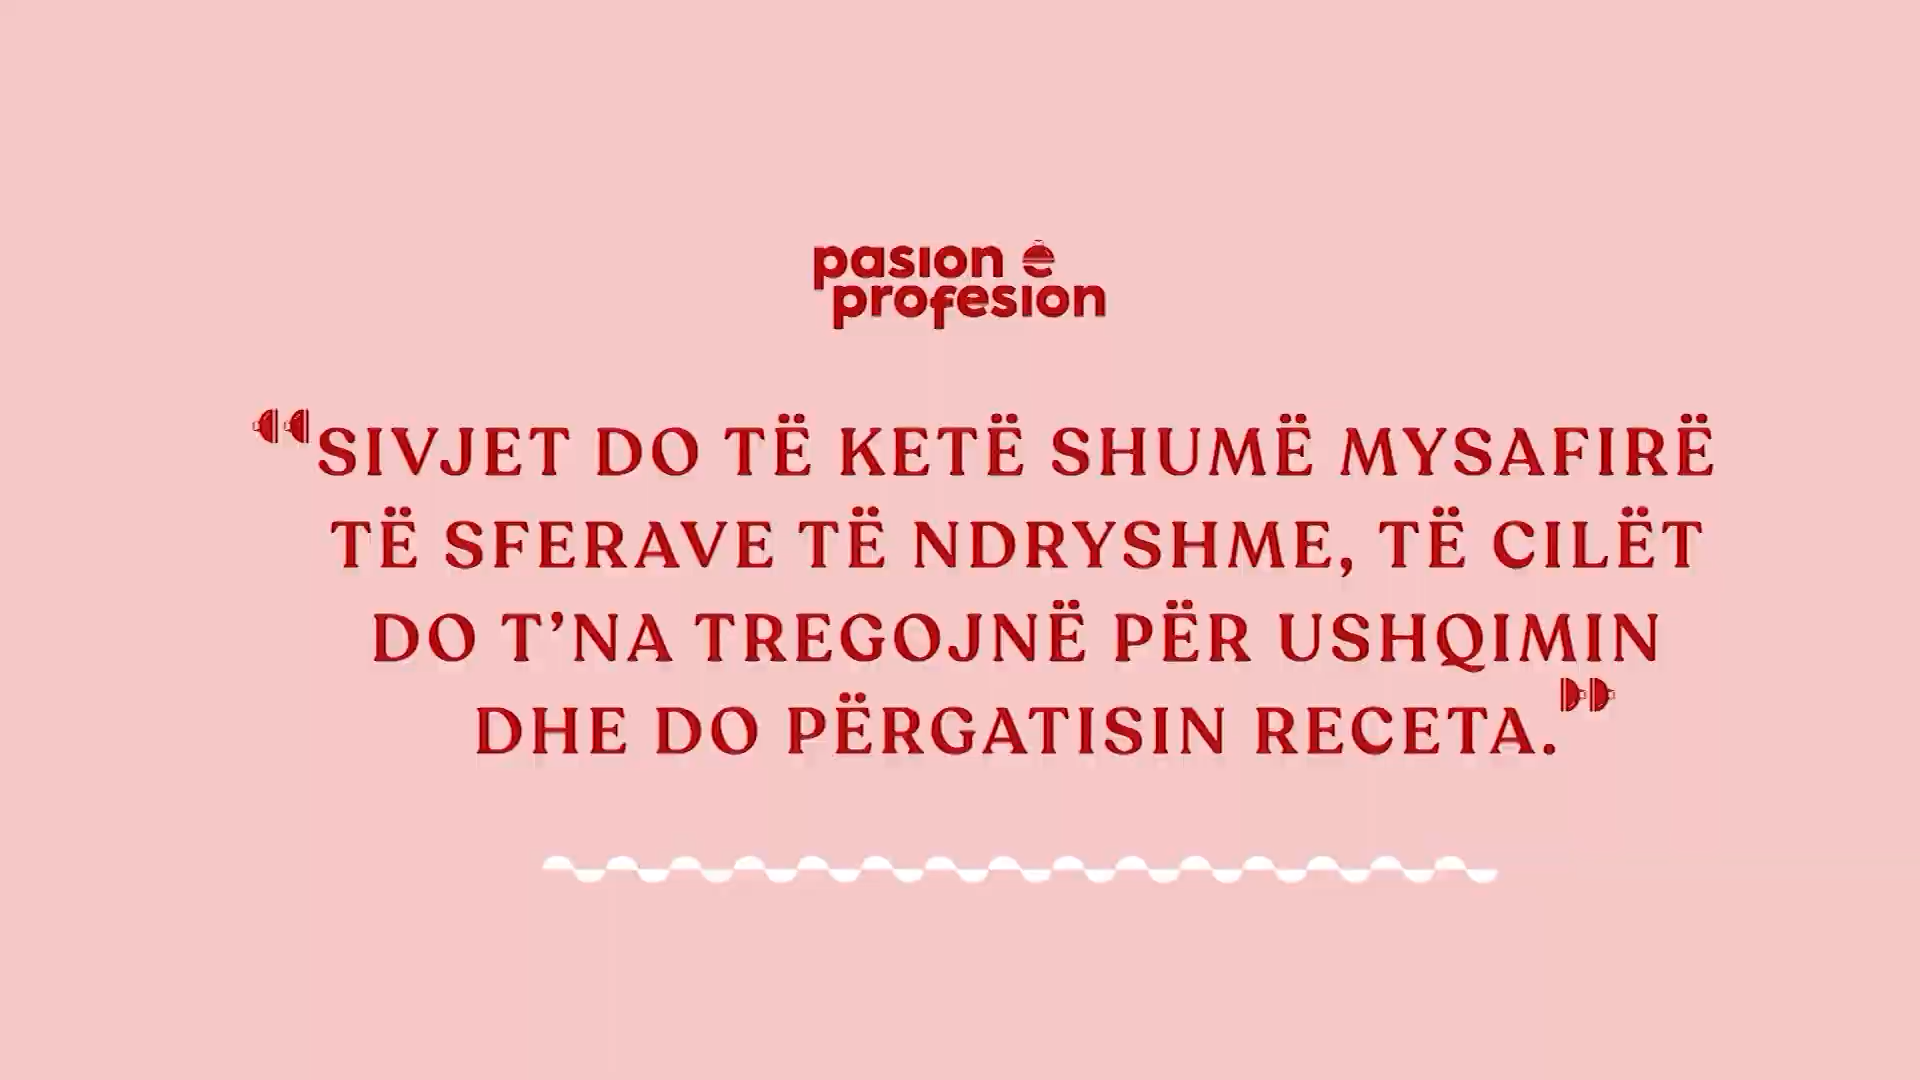 pasion e
profesion
“SIVJET DO TË KETË SHUMË MYSAFIRË
TË SFERAVE TË NDRYSHME, TË CILËT
DO T’NA TREGOJNË PËR USHQIMIN
DHE DO PËRGATISIN RECETA.”